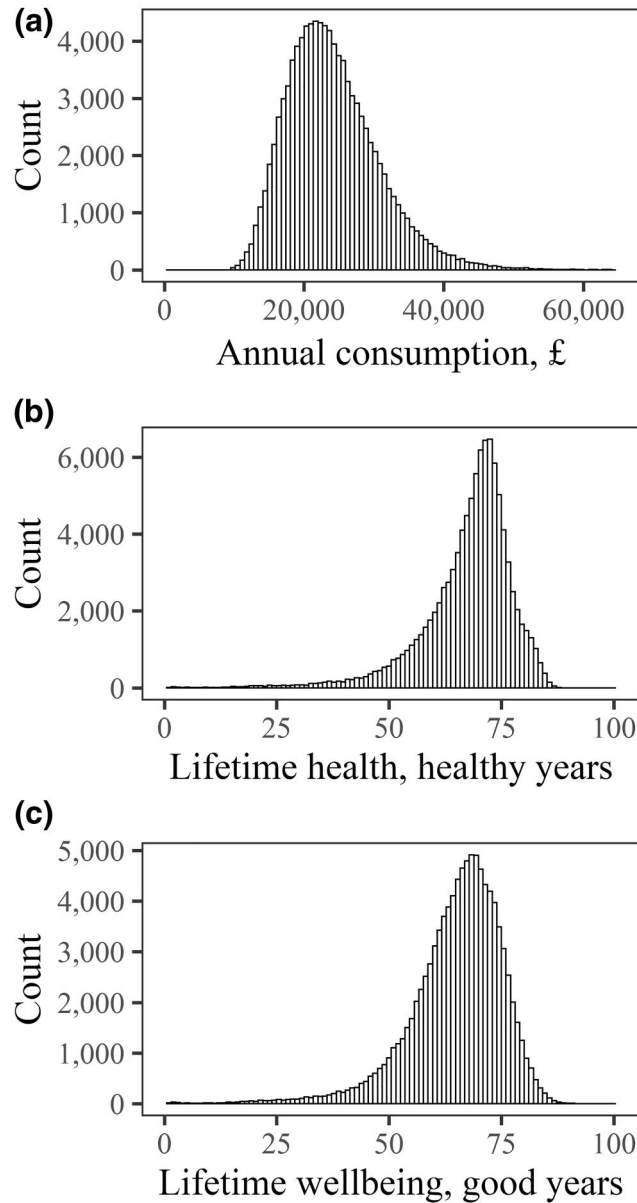 (a)
Count
4,000
3,000
2,000
1,000
0
0 20,000 40,000 60,000
Annual consumption, £
(b)
Count
6,000
4,000
2,000
0
0 25 50 75 100
Lifetime health, healthy years
(c)
Count
5,000
4,000
3,000
2,000
1,000
0
0 25 50 75 100
Lifetime wellbeing, good years